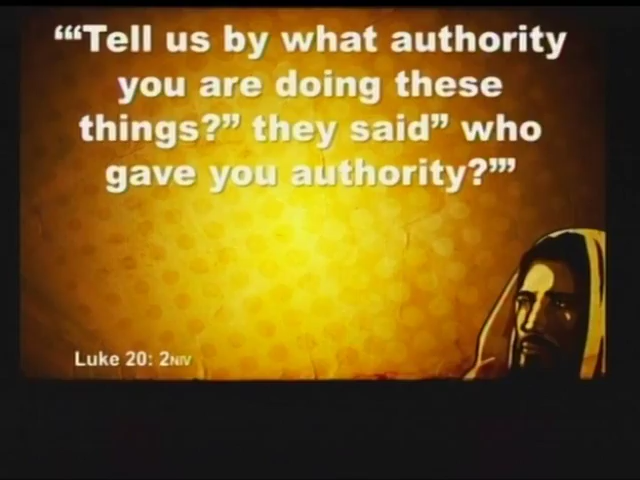 “‘“Tell us by what authority
you are doing these
things?” they said” who
gave you authority?”’”
Luke 20: 2NIV